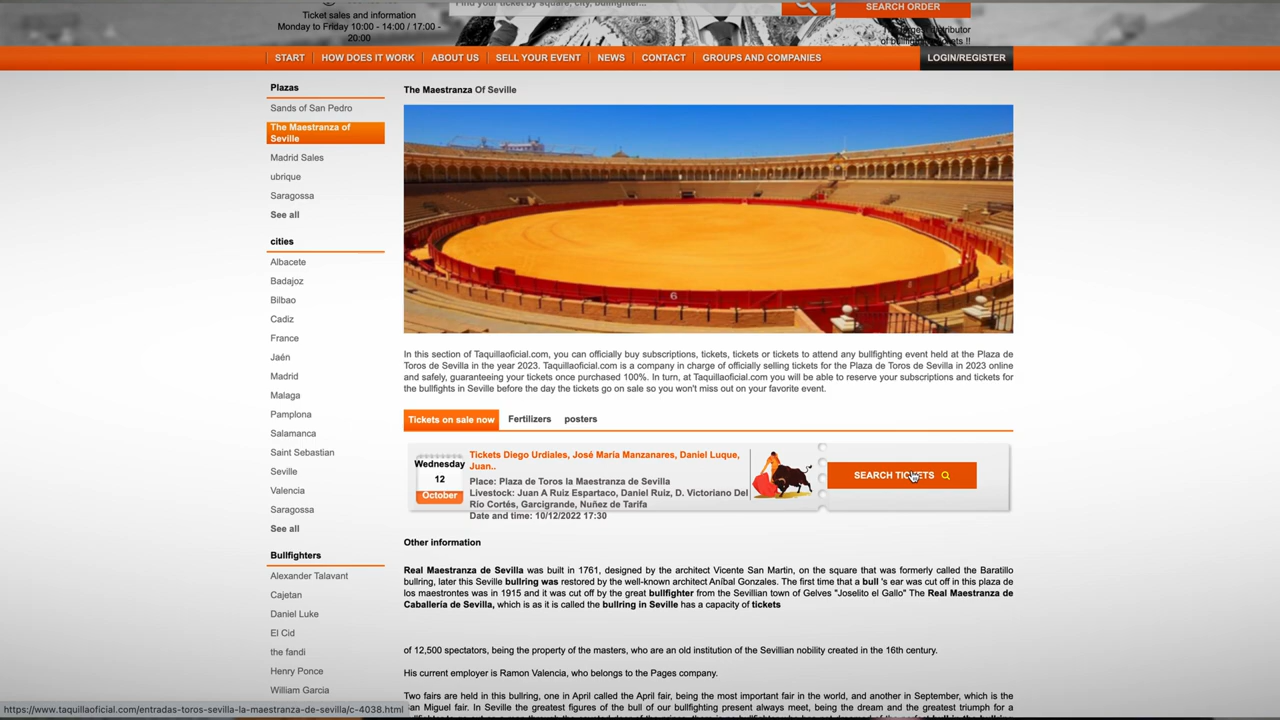 Ticket sales and information
Monday to Friday 10:00 - 14:00 / 17:00 -
20:00
Find your ticket by square, city, bullfighter...
SEARCH ORDER
START
HOW DOES IT WORK
ABOUT US
SELL YOUR EVENT
NEWS
CONTACT
GROUPS AND COMPANIES
LOGIN/REGISTER
Plazas
Sands of San Pedro
The Maestranza of
Seville
Madrid Sales
ubrique
Saragossa
See all
cities
Albacete
Badajoz
Bilbao
Cadiz
France
Jaén
Madrid
Malaga
Pamplona
Salamanca
Saint Sebastian
Seville
Valencia
Saragossa
See all
Bullfighters
Alexander Talavant
Cajetan
Daniel Luke
El Cid
the fandi
Henry Ponce
William Garcia
The Maestranza Of Seville
6
In this section of Taquillaoficial.com, you can officially buy subscriptions, tickets, tickets or tickets to attend any bullfighting event held at the Plaza de
Toros de Sevilla in the year 2023. Taquillaoficial.com is a company in charge of officially selling tickets for the Plaza de Toros de Sevilla in 2023 online
and safely, guaranteeing your tickets once purchased 100%. In turn, at Taquillaoficial.com you will be able to reserve your subscriptions and tickets for
the bullfights in Seville before the day the tickets go on sale so you won't miss out on your favorite event.
Tickets on sale now
Fertilizers
posters
Wednesday
12
October
Tickets Diego Urdiales, José María Manzanares, Daniel Luque,
Juan..
Place: Plaza de Toros la Maestranza de Sevilla
Livestock: Juan A Ruiz Espartaco, Daniel Ruiz, D. Victoriano Del
Río Cortés, Garcigrande, Nuñez de Tarifa
Date and time: 10/12/2022 17:30
SEARCH TICKETS
Other information
Real Maestranza de Sevilla was built in 1761, designed by the architect Vicente San Martin, on the square that was formerly called the Baratillo
bullring, later this Seville bullring was restored by the well-known architect Aníbal Gonzales. The first time that a bull 's ear was cut off in this plaza de
los maestrontes was in 1915 and it was cut off by the great bullfighter from the Sevillian town of Gelves "Joselito el Gallo" The Real Maestranza de
Caballería de Sevilla, which is as it is called the bullring in Seville has a capacity of tickets
of 12,500 spectators, being the property of the masters, who are an old institution of the Sevillian nobility created in the 16th century.
His current employer is Ramon Valencia, who belongs to the Pages company.
Two fairs are held in this bullring, one in April called the April fair, being the most important fair in the world, and another in September, which is the
San Miguel fair. In Seville the greatest figures of the bull of our bullfighting present always meet, being the dream and the greatest triumph for a
https://www.taquillaoficial.com/entradas-toros-sevilla-la-maestranza-de-sevilla/c-4038.html